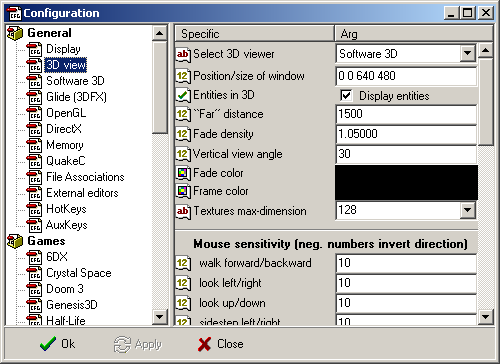 Configuration
General
Display
3D view
Software 3D
Glide (3DFX)
OpenGL
DirectX
Memory
QuakeC
File Associations
External editors
HotKeys
AuxKeys
Games
6DX
Crystal Space
Doom 3
Genesis3D
Half-Life
Specific Arg
Select 3D viewer Software 3D
Position/size of window 0 0 640 480
Entities in 3D Display entities
``Far'' distance 1500
Fade density 1.05000
Vertical view angle 30
Fade color
Frame color
Textures max-dimension 128
Mouse sensitivity (neg. numbers invert direction)
walk forward/backward 10
look left/right 10
look up/down 10
sidestep left/right 10
Ok Apply Close